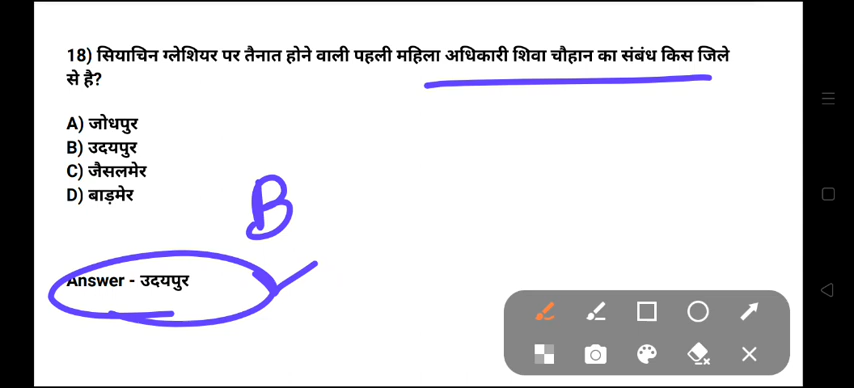 18) सियाचिन ग्लेशियर पर तैनात होने वाली पहली महिला अधिकारी शिवा चौहान का संबंध किस जिले
से है?
A) जोधपुर
B) उदयपुर
C) जैसलमेर
D) बाड़मेर
B
Answer - उदयपुर